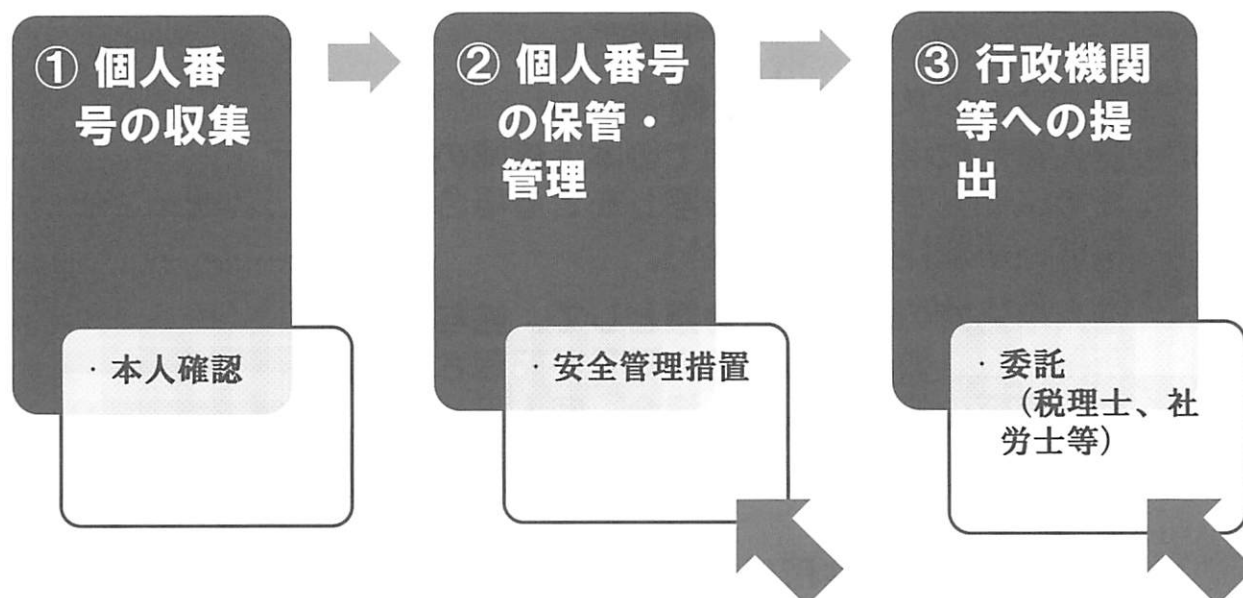 ① 個人番
号の収集
・本人確認
② 個人番号
の保管・
管理
・安全管理措置
③ 行政機関
等への提
出
・委託
（税理士、社
労士等）